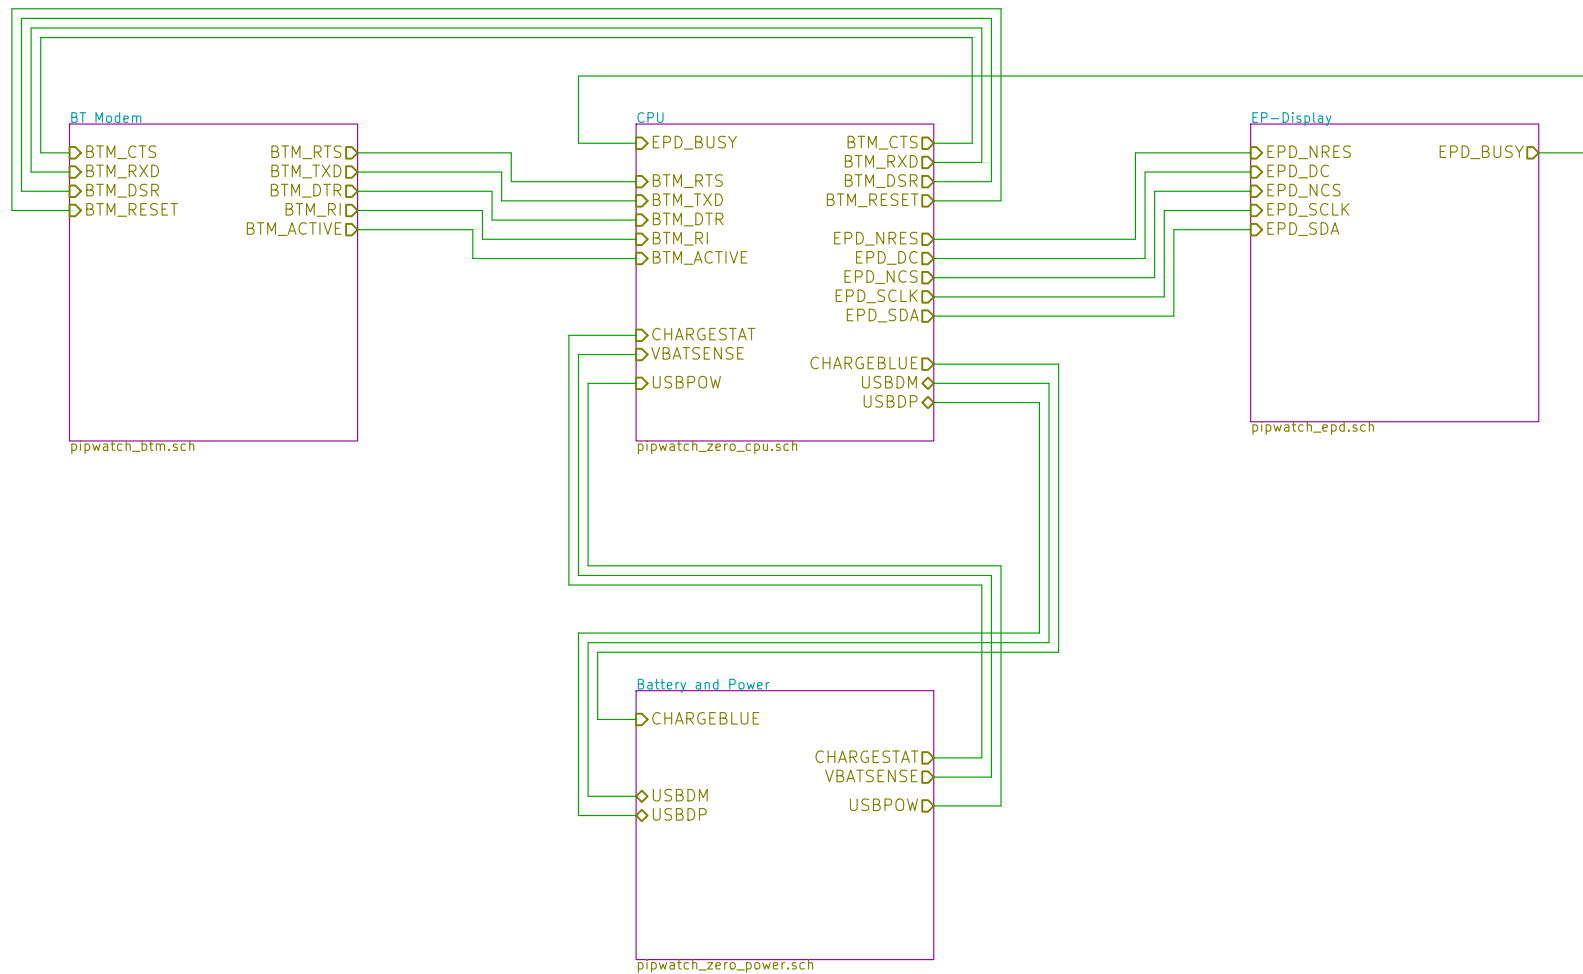 BT Modem
BTM_CTS
BTM_RXD
BTM_DSR
BTM_RESET
BTM_RTS
BTM_TXD
BTM_DTR
BTM_RI
BTM_ACTIVE
pipwatch_btm.sch
CPU
EPD_BUSY
BTM_RTS
BTM_TXD
BTM_DTR
BTM_RI
BTM_ACTIVE
CHARGESTAT
VBATSENSE
USBPOW
BTM_CTS
BTM_RXD
BTM_DSR
BTM_RESET
EPD_NRES
EPD_DC
EPD_NCS
EPD_SCLK
EPD_SDA
CHARGEBLUE
USBDM
USBDP
pipwatch_zero_cpu.sch
EP-Display
EPD_NRES
EPD_DC
EPD_NCS
EPD_SCLK
EPD_SDA
EPD_BUSY
pipwatch_epd.sch
Battery and Power
CHARGEBLUE
USBDM
USBDP
CHARGESTAT
VBATSENSE
USBPOW
pipwatch_zero_power.sch